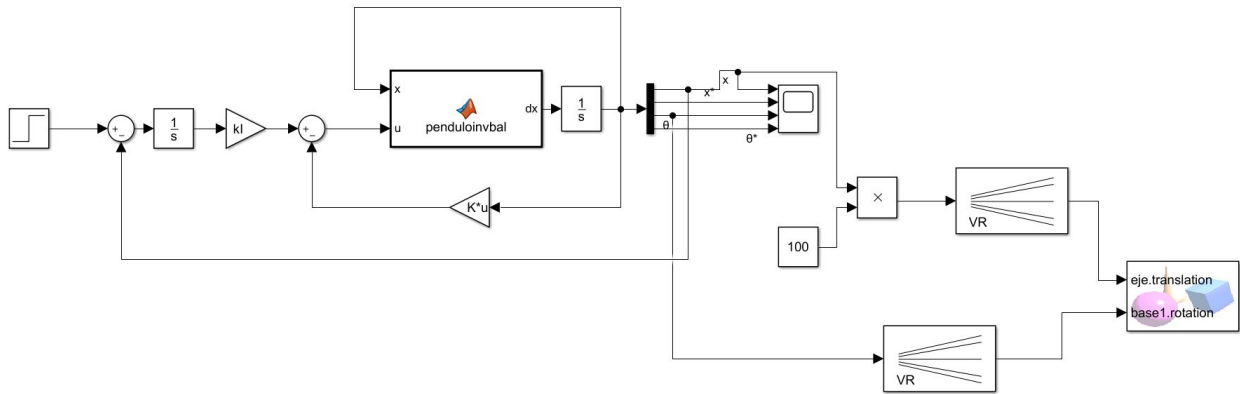 x
x
x*
1
s
kI
dx
1
s
u
penduloinvbal
θ
θ*
×
K*u
VR
100
eje.translation
base1.rotation
VR